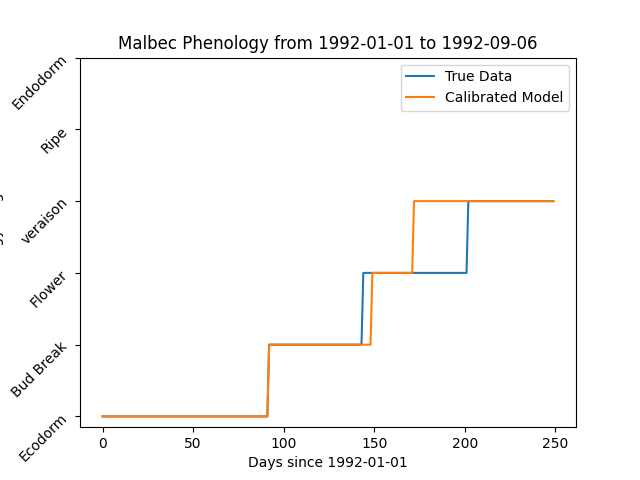 Malbec Phenology from 1992-01-01 to 1992-09-06
True Data
Calibrated Model
Endodorm
Ripe
veraison
Flower
Bud Break
Ecodorm
0 50 100 150 200 250
Days since 1992-01-01